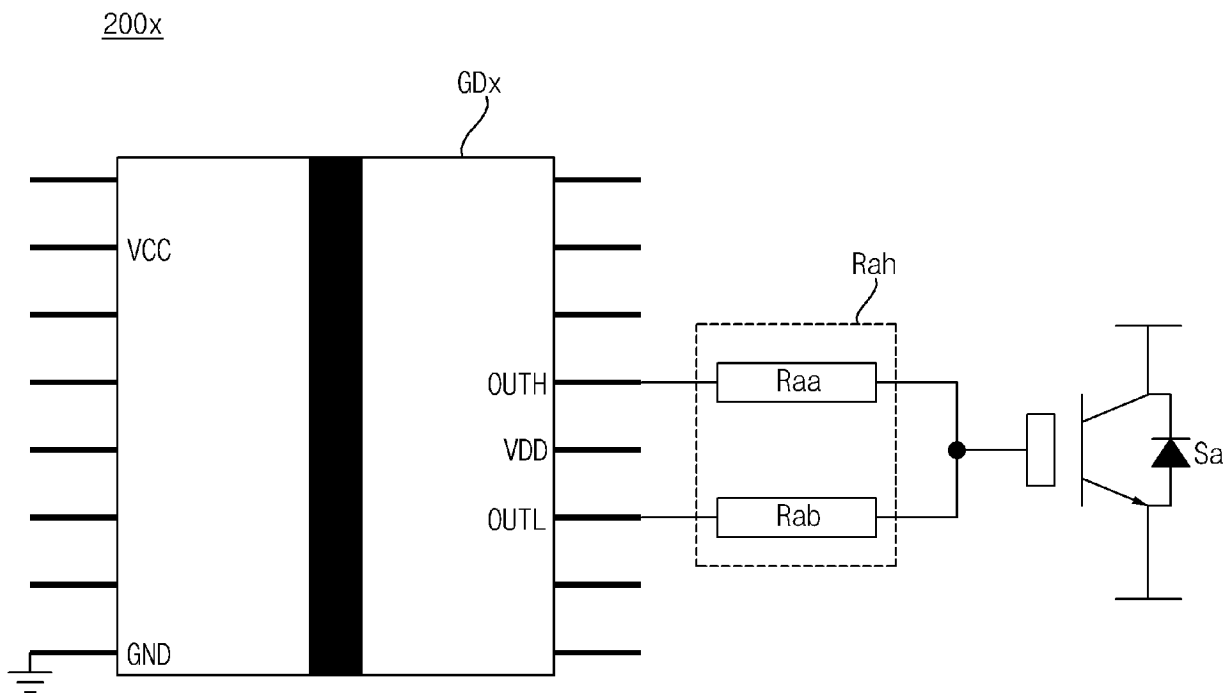 200x
GDx
VCC
Rah
OUTH
Raa
VDD
Sa
OUTL
Rab
GND